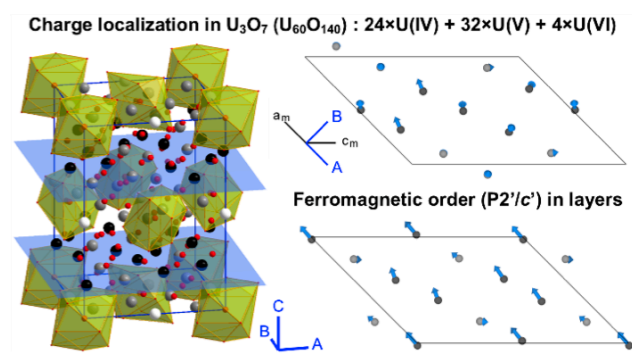 Charge localization in U₃O₇ (U₆₀O₁₄₀) : 24×U(IV) + 32×U(V) + 4×U(VI)
aₘ
B
cₘ
A
Ferromagnetic order (P2'/c') in layers
C
B
A